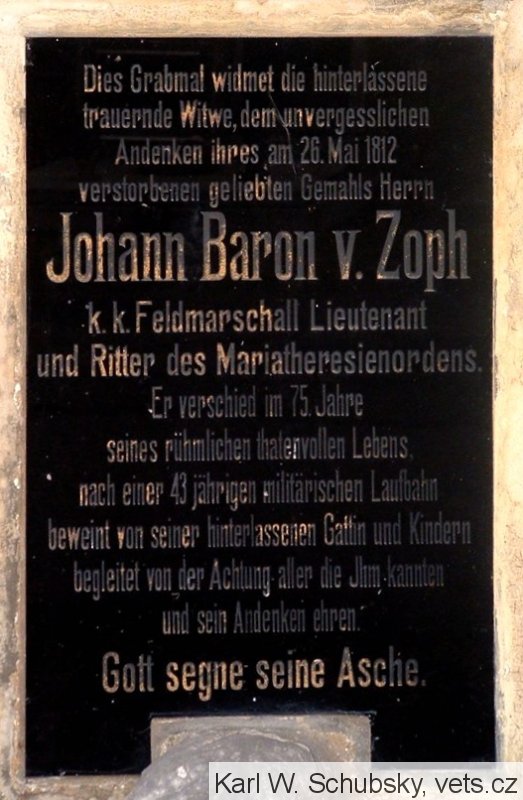 Dies Grabmal widmet die hinterlassene
trauernde Witwe, dem unvergesslichen
Andenken ihres, am 26. Mai 1812
verstorbenen geliebten Gemahls Herrn
Johann Baron v. Zoph
k. k. Feldmarschall Lieutenant
und Ritter des Mariatheresienordens.
Er verschied im 75. Jahre
seines rühmlichen thatenvollen Lebens,
nach einer 43 jährigen militärischen Laufbahn
beweint von seiner hinterlassenen Gattin und Kindern
begleitet von der Achtung aller die Jhm kannten
und sein Andenken ehren.
Gott segne seine Asche.
Karl W. Schubsky, vets.cz